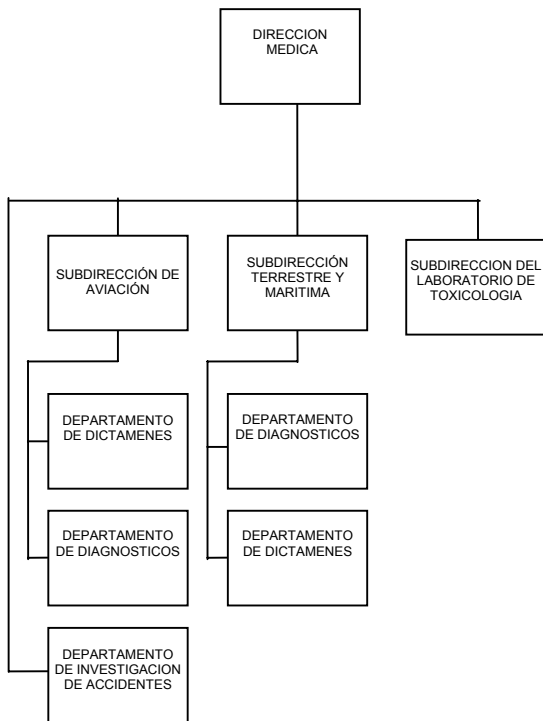 DIRECCION
MEDICA
SUBDIRECCIÓN DE
AVIACIÓN
SUBDIRECCIÓN
TERRESTRE Y
MARITIMA
SUBDIRECCION DEL
LABORATORIO DE
TOXICOLOGIA
DEPARTAMENTO
DE DICTAMENES
DEPARTAMENTO
DE DIAGNOSTICOS
DEPARTAMENTO
DE DIAGNOSTICOS
DEPARTAMENTO
DE DICTAMENES
DEPARTAMENTO
DE INVESTIGACION
DE ACCIDENTES